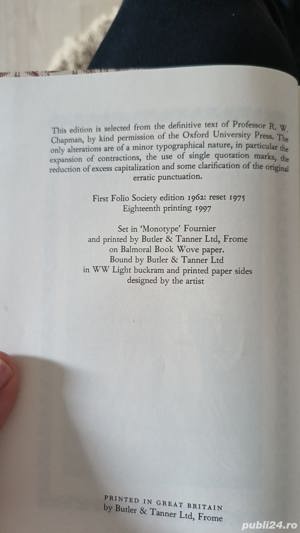 This edition is selected from the definitive text of Professor R. W.
Chapman, by kind permission of the Oxford University Press. The
only alterations are of a minor typographical nature, in particular the
expansion of contractions, the use of single quotation marks, the
reduction of excess capitalization and some clarification of the original
erratic punctuation.
First Folio Society edition 1962: reset 1975
Eighteenth printing 1997
Set in 'Monotype' Fournier
and printed by Butler & Tanner Ltd, Frome
on Balmoral Book Wove paper.
Bound by Butler & Tanner Ltd
in WW Light buckram and printed paper sides
designed by the artist
PRINTED IN GREAT BRITAIN
by Butler & Tanner Ltd, Frome
publi24.ro